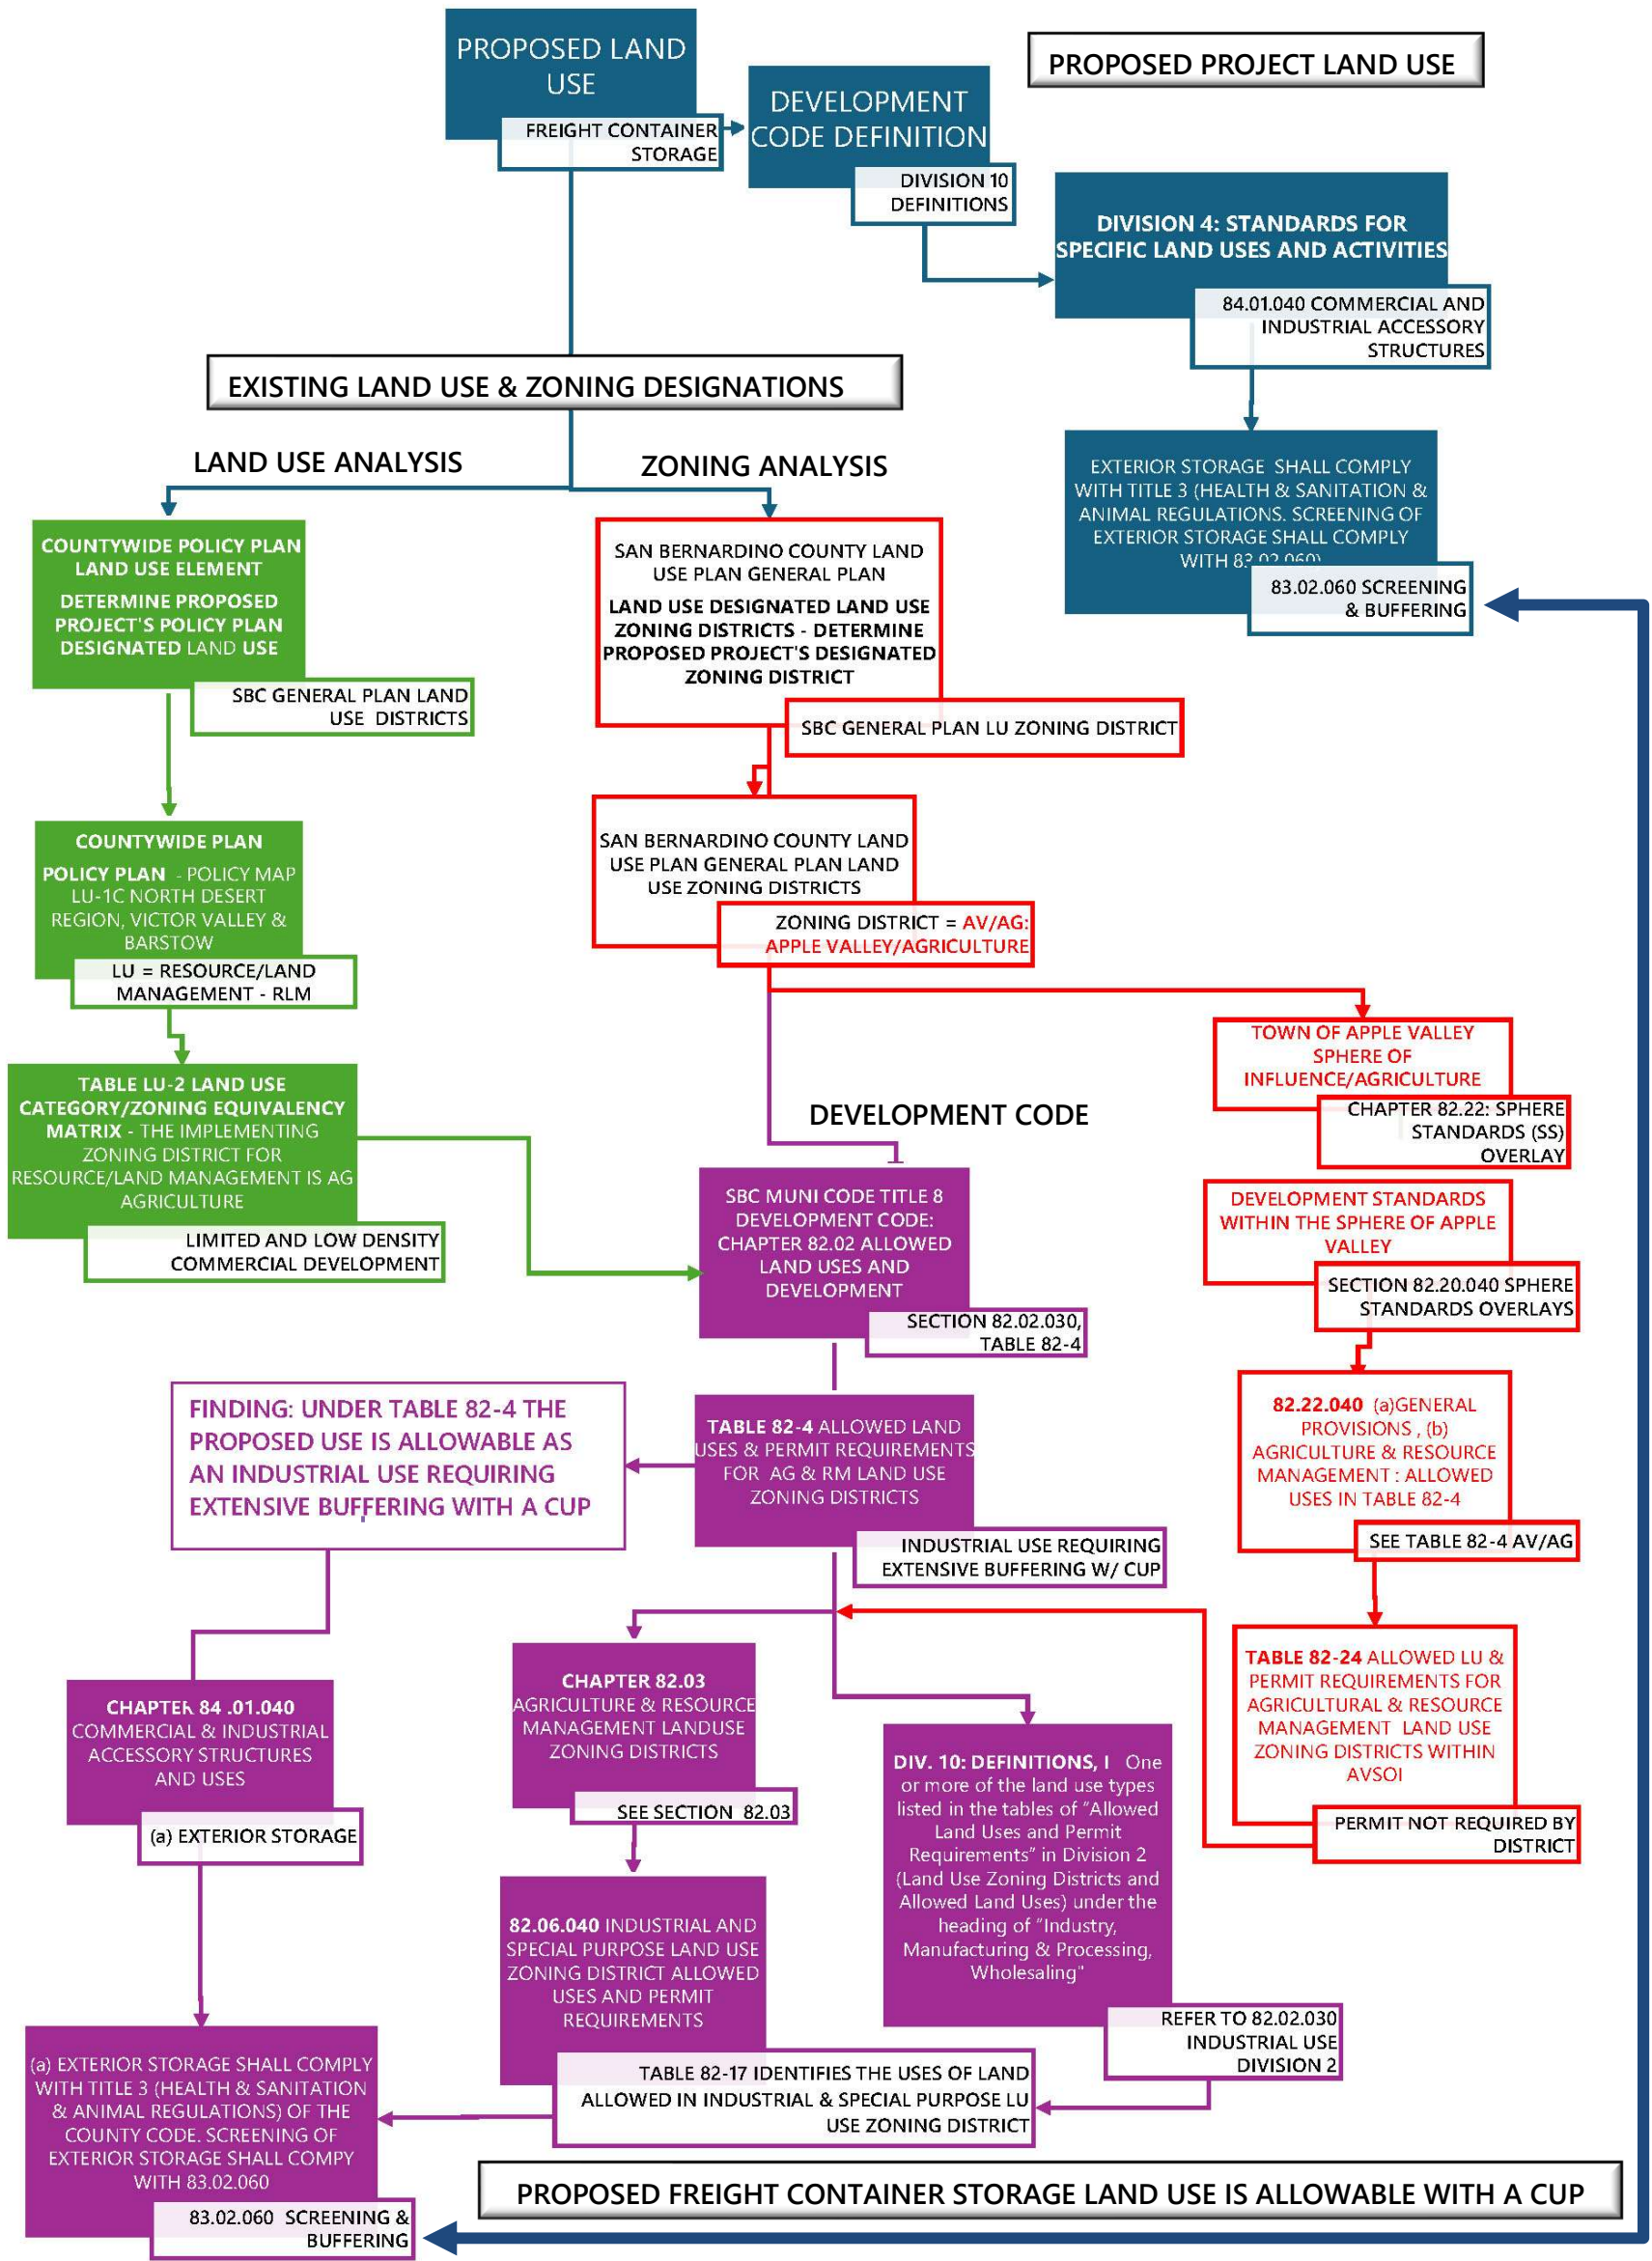 PROPOSED LAND
USE
FREIGHT CONTAINER
STORAGE
PROPOSED PROJECT LAND USE
DEVELOPMENT
CODE DEFINITION
DIVISION 10
DEFINITIONS
DIVISION 4: STANDARDS FOR
SPECIFIC LAND USES AND ACTIVITIES
84.01.040 COMMERCIAL AND
INDUSTRIAL ACCESSORY
STRUCTURES
EXTERIOR STORAGE SHALL COMPLY
WITH TITLE 3 (HEALTH & SANITATION &
ANIMAL REGULATIONS. SCREENING OF
EXTERIOR STORAGE SHALL COMPLY
WITH 83.02.060)
83.02.060 SCREENING
& BUFFERING
EXISTING LAND USE & ZONING DESIGNATIONS
LAND USE ANALYSIS
ZONING ANALYSIS
COUNTYWIDE POLICY PLAN
LAND USE ELEMENT
DETERMINE PROPOSED
PROJECT'S POLICY PLAN
DESIGNATED LAND USE
SBC GENERAL PLAN LAND
USE DISTRICTS
COUNTYWIDE PLAN
POLICY PLAN - POLICY MAP
LU-1C NORTH DESERT
REGION, VICTOR VALLEY &
BARSTOW
LU = RESOURCE/LAND
MANAGEMENT - RLM
TABLE LU-2 LAND USE
CATEGORY/ZONING EQUIVALENCY
MATRIX - THE IMPLEMENTING
ZONING DISTRICT FOR
RESOURCE/LAND MANAGEMENT IS AG
AGRICULTURE
LIMITED AND LOW DENSITY
COMMERCIAL DEVELOPMENT
SAN BERNARDINO COUNTY LAND
USE PLAN GENERAL PLAN
LAND USE DESIGNATED LAND USE
ZONING DISTRICTS - DETERMINE
PROPOSED PROJECT'S DESIGNATED
ZONING DISTRICT
SBC GENERAL PLAN LU ZONING DISTRICT
SAN BERNARDINO COUNTY LAND
USE PLAN GENERAL PLAN LAND
USE ZONING DISTRICTS
ZONING DISTRICT = AV/AG:
APPLE VALLEY/AGRICULTURE
TOWN OF APPLE VALLEY
SPHERE OF
INFLUENCE/AGRICULTURE
CHAPTER 82.22: SPHERE
STANDARDS (SS)
OVERLAY
DEVELOPMENT STANDARDS
WITHIN THE SPHERE OF APPLE
VALLEY
SECTION 82.20.040 SPHERE
STANDARDS OVERLAYS
82.22.040 (a)GENERAL
PROVISIONS , (b)
AGRICULTURE & RESOURCE
MANAGEMENT : ALLOWED
USES IN TABLE 82-4
SEE TABLE 82-4 AV/AG
TABLE 82-24 ALLOWED LU &
PERMIT REQUIREMENTS FOR
AGRICULTURAL & RESOURCE
MANAGEMENT LAND USE
ZONING DISTRICTS WITHIN
AVSOI
PERMIT NOT REQUIRED BY
DISTRICT
DEVELOPMENT CODE
SBC MUNI CODE TITLE 8
DEVELOPMENT CODE:
CHAPTER 82.02 ALLOWED
LAND USES AND
DEVELOPMENT
SECTION 82.02.030,
TABLE 82-4
TABLE 82-4 ALLOWED LAND
USES & PERMIT REQUIREMENTS
FOR AG & RM LAND USE
ZONING DISTRICTS
INDUSTRIAL USE REQUIRING
EXTENSIVE BUFFERING W/ CUP
FINDING: UNDER TABLE 82-4 THE
PROPOSED USE IS ALLOWABLE AS
AN INDUSTRIAL USE REQUIRING
EXTENSIVE BUFFERING WITH A CUP
CHAPTER 84 .01.040
COMMERCIAL & INDUSTRIAL
ACCESSORY STRUCTURES
AND USES
(a) EXTERIOR STORAGE
CHAPTER 82.03
AGRICULTURE & RESOURCE
MANAGEMENT LANDUSE
ZONING DISTRICTS
SEE SECTION 82.03
DIV. 10: DEFINITIONS, I One
or more of the land use types
listed in the tables of "Allowed
Land Uses and Permit
Requirements" in Division 2
(Land Use Zoning Districts and
Allowed Land Uses) under the
heading of "Industry,
Manufacturing & Processing,
Wholesaling"
REFER TO 82.02.030
INDUSTRIAL USE
DIVISION 2
82.06.040 INDUSTRIAL AND
SPECIAL PURPOSE LAND USE
ZONING DISTRICT ALLOWED
USES AND PERMIT
REQUIREMENTS
TABLE 82-17 IDENTIFIES THE USES OF LAND
ALLOWED IN INDUSTRIAL & SPECIAL PURPOSE LU
USE ZONING DISTRICT
(a) EXTERIOR STORAGE SHALL COMPLY
WITH TITLE 3 (HEALTH & SANITATION
& ANIMAL REGULATIONS) OF THE
COUNTY CODE. SCREENING OF
EXTERIOR STORAGE SHALL COMPY
WITH 83.02.060
83.02.060 SCREENING &
BUFFERING
PROPOSED FREIGHT CONTAINER STORAGE LAND USE IS ALLOWABLE WITH A CUP